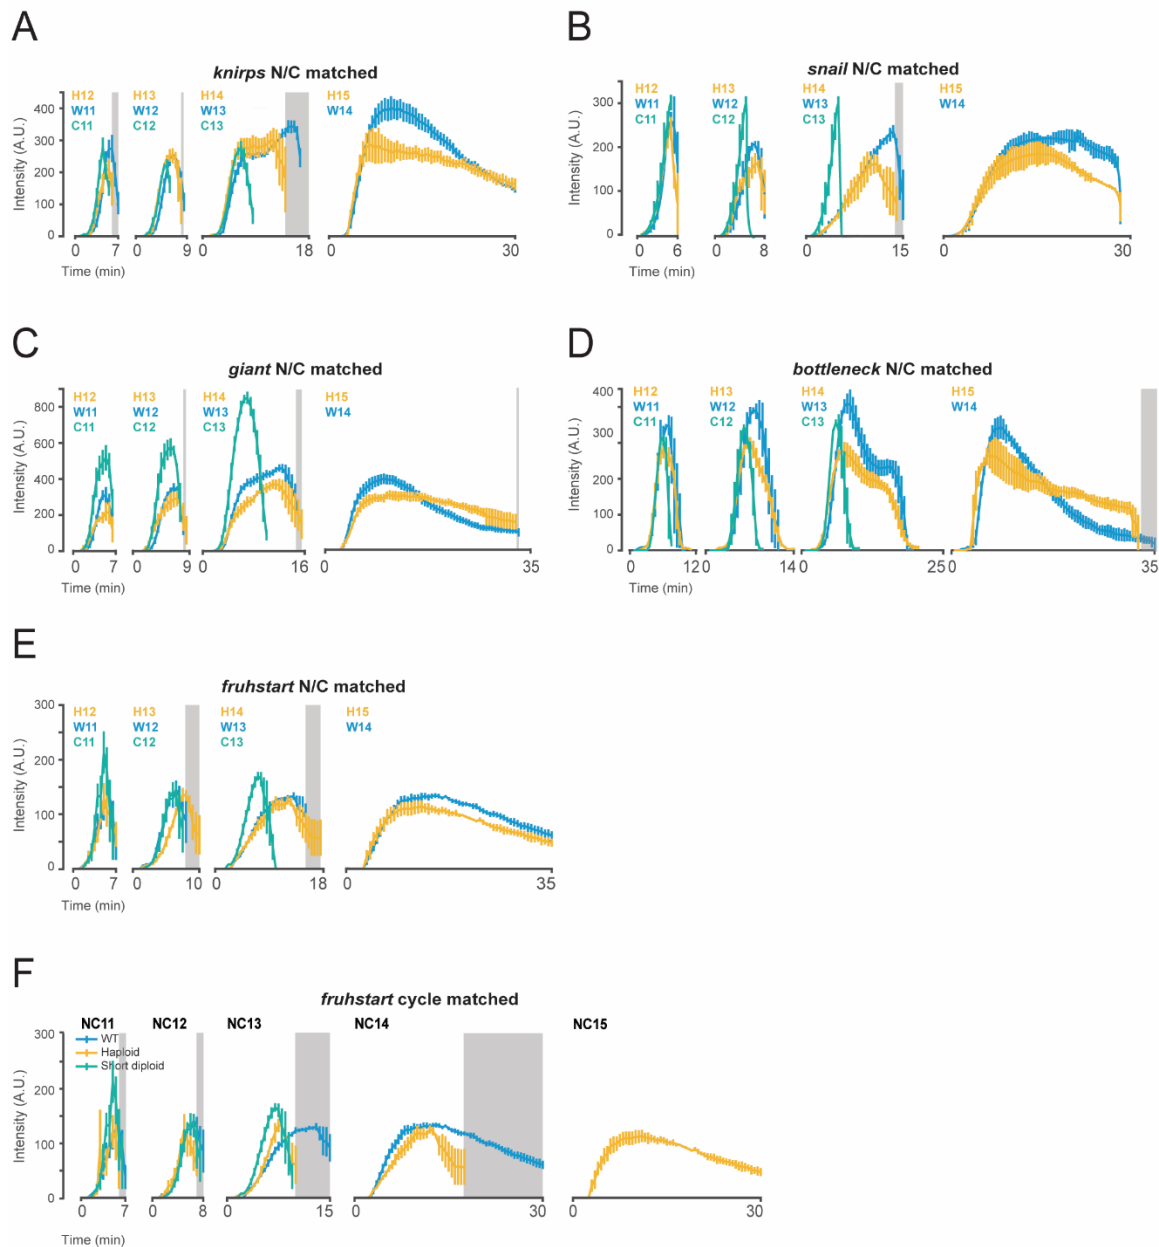 A
knirps N/C matched
H12 H13 H14 H15
W11 W12 W13 W14
C11 C12 C13
Intensity (A.U.)
400
300
200
100
0
0 7 0 9 0 18 0 30
Time (min)
B
snail N/C matched
H12 H13 H14 H15
W11 W12 W13 W14
C11 C12 C13
Intensity (A.U.)
300
200
100
0
0 6 0 8 0 15 0 30
Time (min)
C
giant N/C matched
H12 H13 H14 H15
W11 W12 W13 W14
C11 C12 C13
Intensity (A.U.)
800
600
400
200
0
0 7 0 9 0 16 0 35
Time (min)
D
bottleneck N/C matched
H12 H13 H14 H15
W11 W12 W13 W14
C11 C12 C13
Intensity (A.U.)
400
300
200
100
0
0 12 0 14 0 25 0 35
Time (min)
E
fruhstart N/C matched
H12 H13 H14 H15
W11 W12 W13 W14
C11 C12 C13
Intensity (A.U.)
300
200
100
0
0 7 0 10 0 18 0 35
Time (min)
F
fruhstart cycle matched
NC11 NC12 NC13 NC14 NC15
WT
Haploid
Short diploid
Intensity (A.U.)
300
200
100
0
0 7 0 8 0 15 0 30 0 30
Time (min)